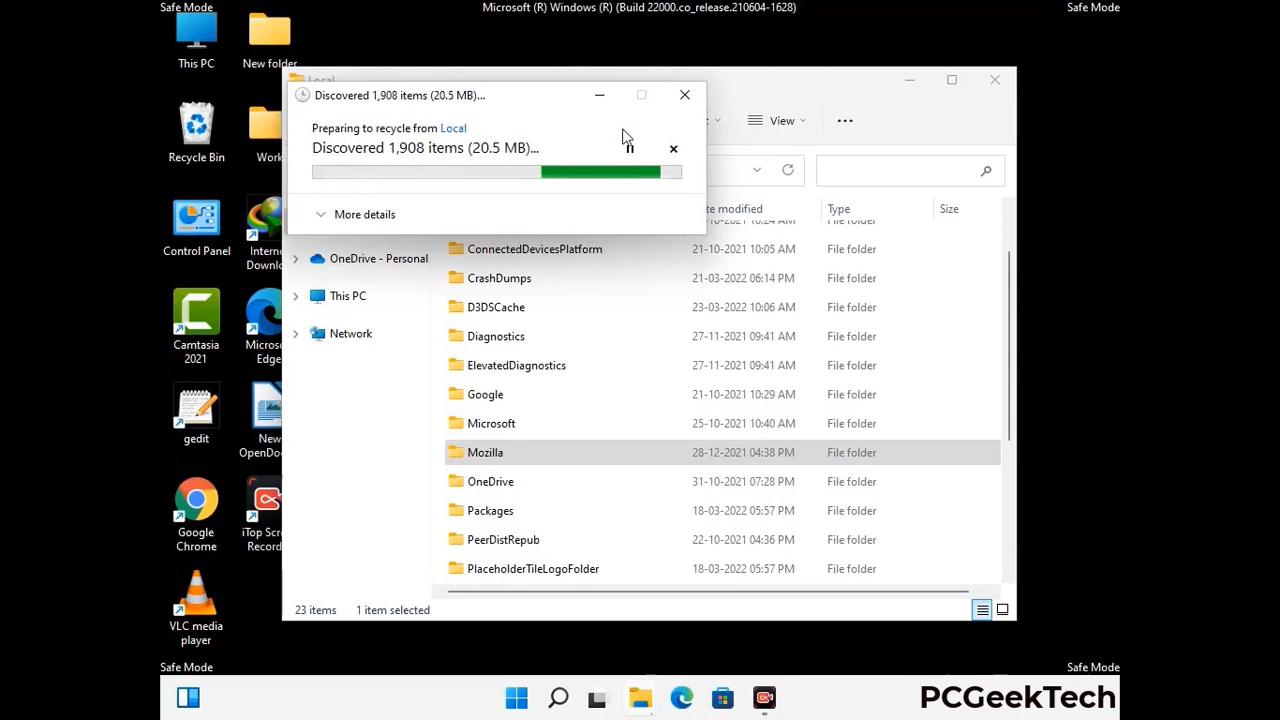 Safe Mode
Microsoft (R) Windows (R) (Build 22000.co_release.210604-1628)
Safe Mode
This PC
New folder
Recycle Bin
Work
Control Panel
Camtasia
2021
gedit
Google
Chrome
VLC media
player
Edge
New
Local
Discovered 1,908 items (20.5 MB)...
Preparing to recycle from Local
Discovered 1,908 items (20.5 MB)...
More details
View
OneDrive - Personal
This PC
Network
Type
Size
ConnectedDevicesPlatform 21-10-2021 10:05 AM File folder
CrashDumps 21-03-2022 06:14 PM File folder
D3DSCache 23-03-2022 10:06 AM File folder
Diagnostics 27-11-2021 09:41 AM File folder
ElevatedDiagnostics 27-11-2021 09:41 AM File folder
Google 21-10-2021 10:29 AM File folder
Microsoft 25-10-2021 10:40 AM File folder
Mozilla 28-12-2021 04:38 PM File folder
OneDrive 31-10-2021 07:28 PM File folder
Packages 18-03-2022 05:57 PM File folder
PeerDistRepub 22-10-2021 04:36 PM File folder
PlaceholderTileLogoFolder 18-03-2022 05:57 PM File folder
23 items 1 item selected
Safe Mode
Safe Mode
PCGeekTech